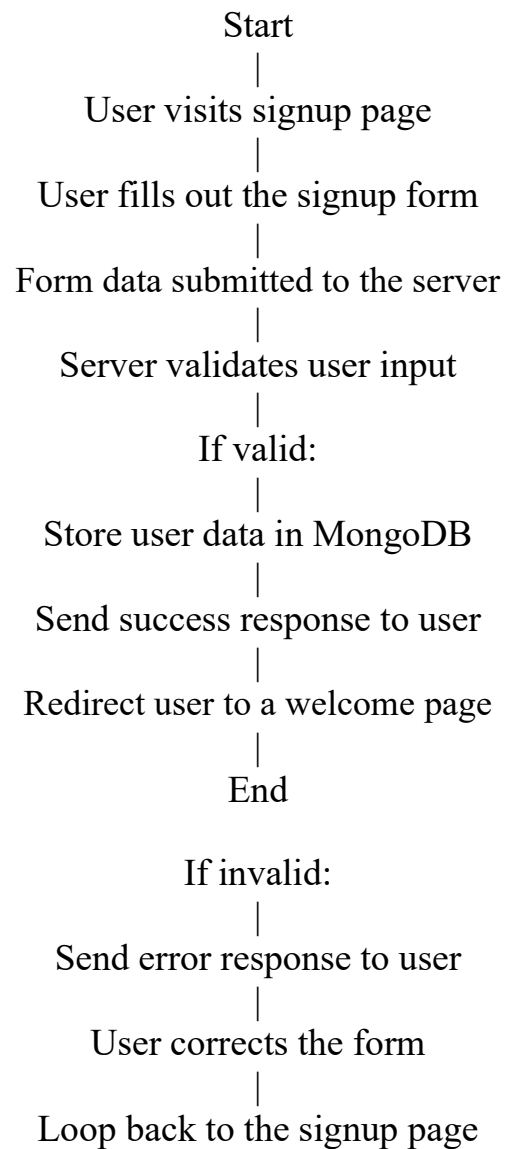 Start
|
User visits signup page
|
User fills out the signup form
|
Form data submitted to the server
|
Server validates user input
|
If valid:
|
Store user data in MongoDB
|
Send success response to user
|
Redirect user to a welcome page
|
End
If invalid:
|
Send error response to user
|
User corrects the form
|
Loop back to the signup page